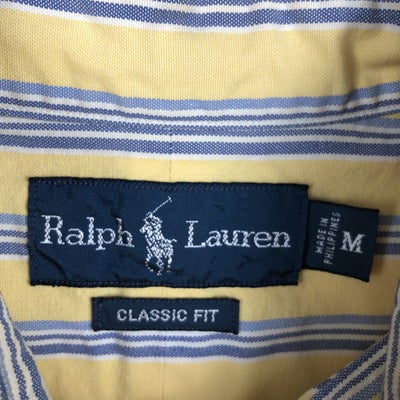 Ralph Lauren
MADE IN
PHILIPPINES
M
CLASSIC FIT